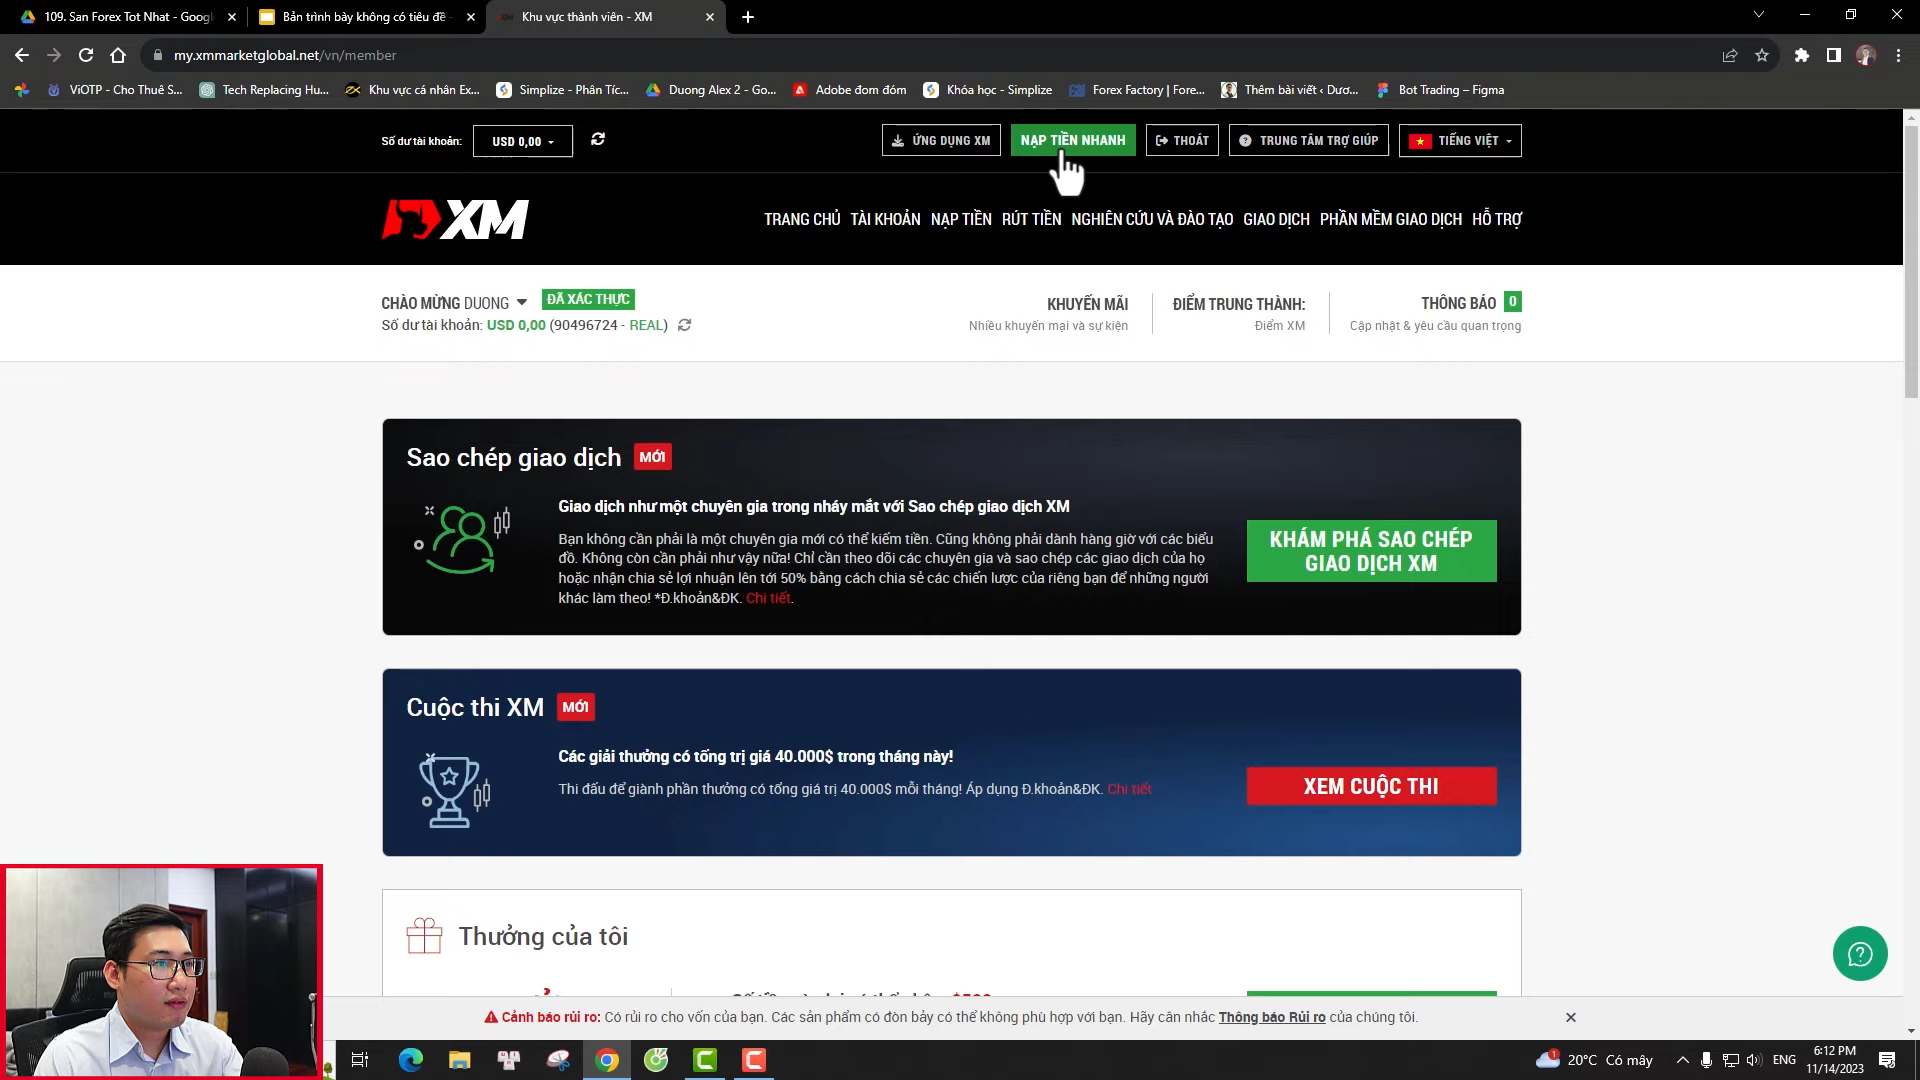 109. San Forex Tot Nhat - Googl
Bản trình bày không có tiêu đề -
Khu vực thành viên - XM
my.xmmarketglobal.net/vn/member
ViOTP - Cho Thuê S...
Tech Replacing Hu...
Khu vực cá nhân Ex...
Simplize - Phân Tíc...
Duong Alex 2 - Go...
Adobe đom đóm
Khóa học - Simplize
Forex Factory | Fore...
Thêm bài viết ‹ Dươ...
Bot Trading – Figma
Số dư tài khoản:
USD 0,00
ỨNG DỤNG XM
NẠP TIỀN NHANH
THOÁT
TRUNG TÂM TRỢ GIÚP
TIẾNG VIỆT
XM
TRANG CHỦ
TÀI KHOẢN
NẠP TIỀN
RÚT TIỀN
NGHIÊN CỨU VÀ ĐÀO TẠO
GIAO DỊCH
PHẦN MỀM GIAO DỊCH
HỖ TRỢ
CHÀO MỪNG DUONG
ĐÃ XÁC THỰC
Số dư tài khoản: USD 0,00 (90496724 - REAL)
KHUYẾN MÃI
Nhiều khuyến mại và sự kiện
ĐIỂM TRUNG THÀNH:
Điểm XM
THÔNG BÁO 0
Cập nhật & yêu cầu quan trọng
Sao chép giao dịch MỚI
Giao dịch như một chuyên gia trong nháy mắt với Sao chép giao dịch XM
Bạn không cần phải là một chuyên gia mới có thể kiếm tiền. Cũng không phải dành hàng giờ với các biểu
đồ. Không còn cần phải như vậy nữa! Chỉ cần theo dõi các chuyên gia và sao chép các giao dịch của họ
hoặc nhận chia sẻ lợi nhuận lên tới 50% bằng cách chia sẻ các chiến lược của riêng bạn để những người
khác làm theo! *Đ.khoản&ĐK. Chi tiết.
KHÁM PHÁ SAO CHÉP
GIAO DỊCH XM
Cuộc thi XM MỚI
Các giải thưởng có tổng trị giá 40.000$ trong tháng này!
Thi đấu để giành phần thưởng có tổng giá trị 40.000$ mỗi tháng! Áp dụng Đ.khoản&ĐK. Chi tiết
XEM CUỘC THI
Thưởng của tôi
Cảnh báo rủi ro: Có rủi ro cho vốn của bạn. Các sản phẩm có đòn bảy có thể không phù hợp với bạn. Hãy cân nhắc Thông báo Rủi ro của chúng tôi.
20°C Có mây
ENG
6:12 PM
11/14/2023